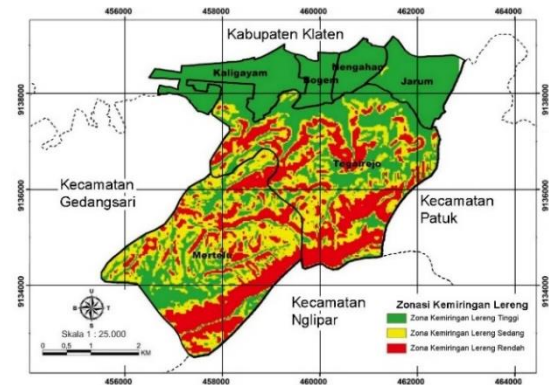 456000 458000 460000 462000 464000
Kabupaten Klaten
Nengahan
Kaligayam
Bogem
Jarum
9138000
9138000
Tegalrejo
Kecamatan
Gedangsari
9136000
9136000
Kecamatan
Patuk
Mertelu
9134000
9134000
Kecamatan
Nglipar
U
B T
S
Skala 1 : 25.000
0 0,5 1 2
KM
Zonasi Kemiringan Lereng
Zona Kemiringan Lereng Tinggi
Zona Kemiringan Lereng Sedang
Zona Kemiringan Lereng Rendah
456000 458000 460000 462000 464000